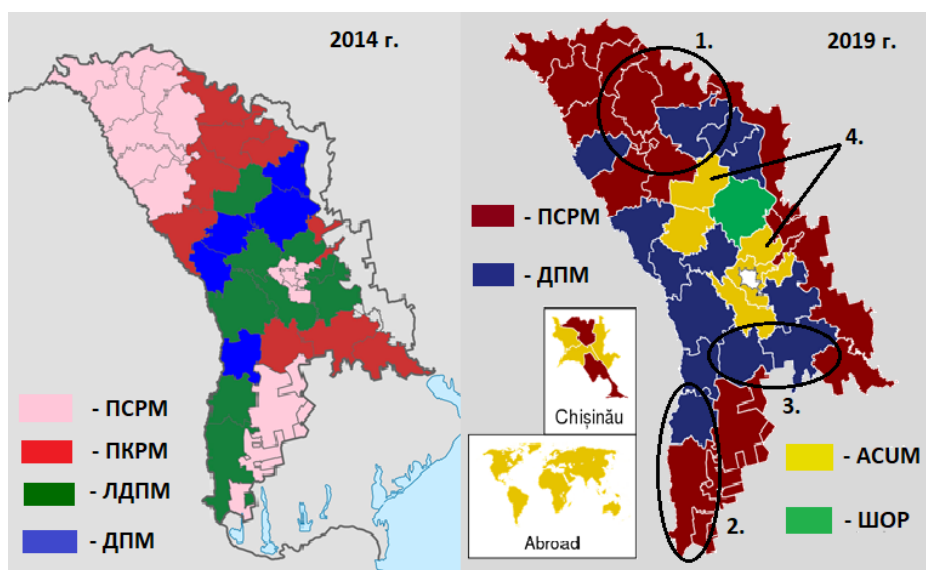 2014 г.
- ПСРМ
- ПКРМ
- ЛДПМ
- ДПМ
1.
2019 г.
4.
- ПСРМ
- ДПМ
Chișinău
3.
Abroad
2.
- ACUM
- ШОР